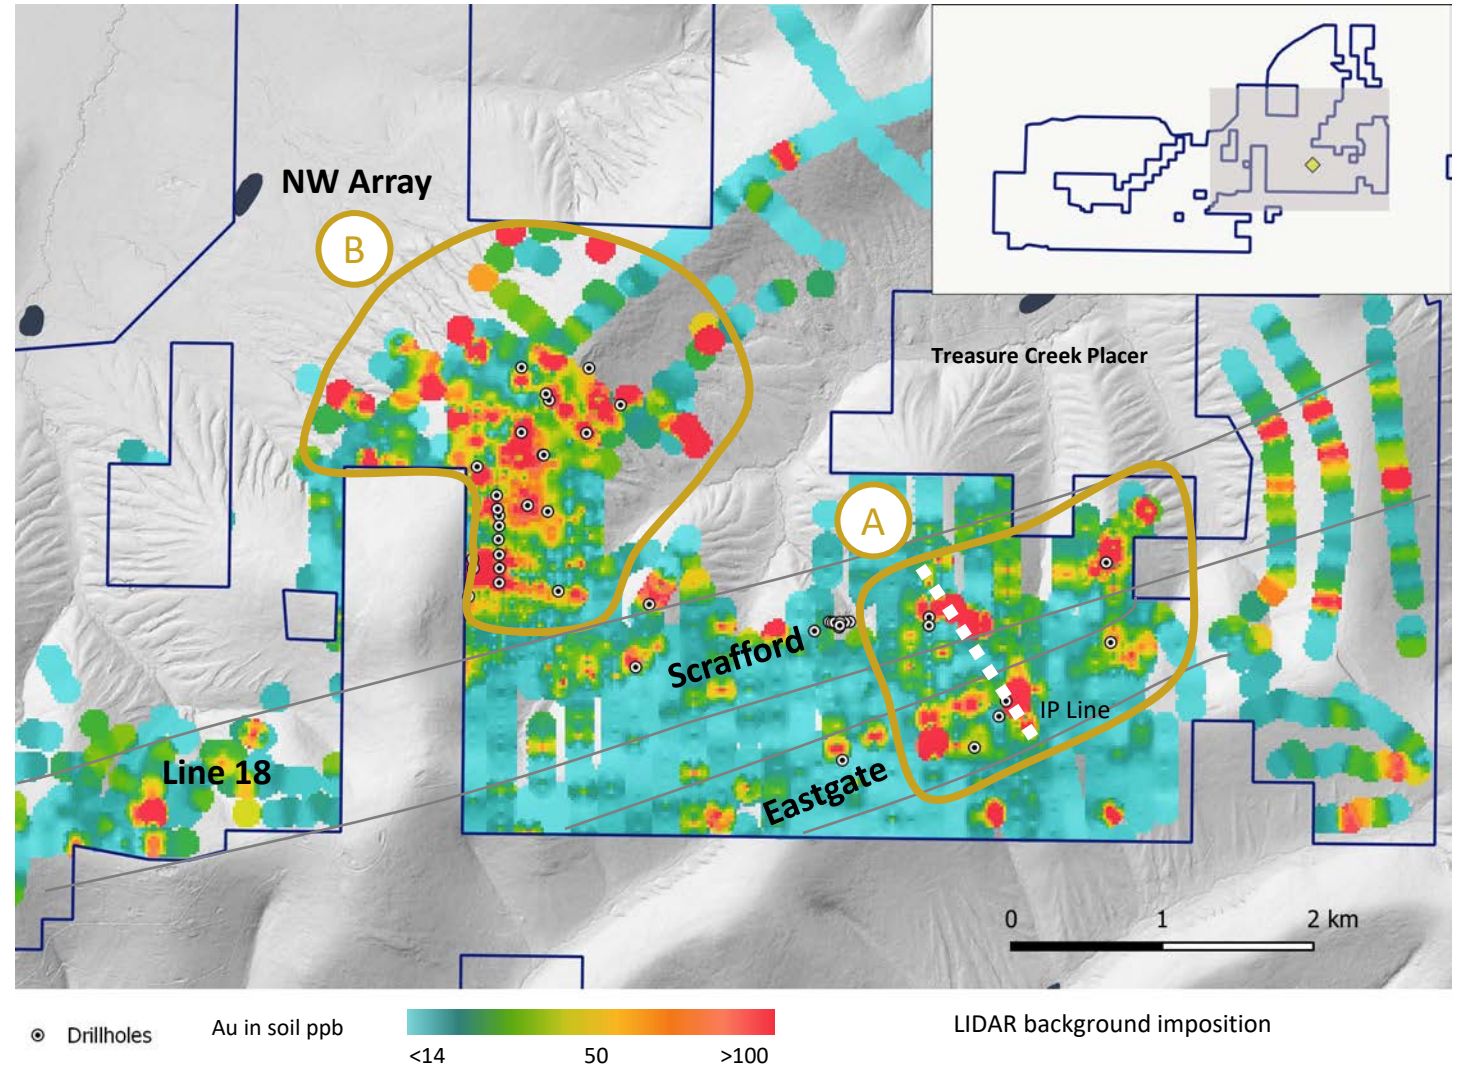 NW Array
B
Treasure Creek Placer
A
Scrafford
IP Line
Line 18
Eastgate
0 1 2 km
Drillholes
Au in soil ppb
<14 50 >100
LIDAR background imposition